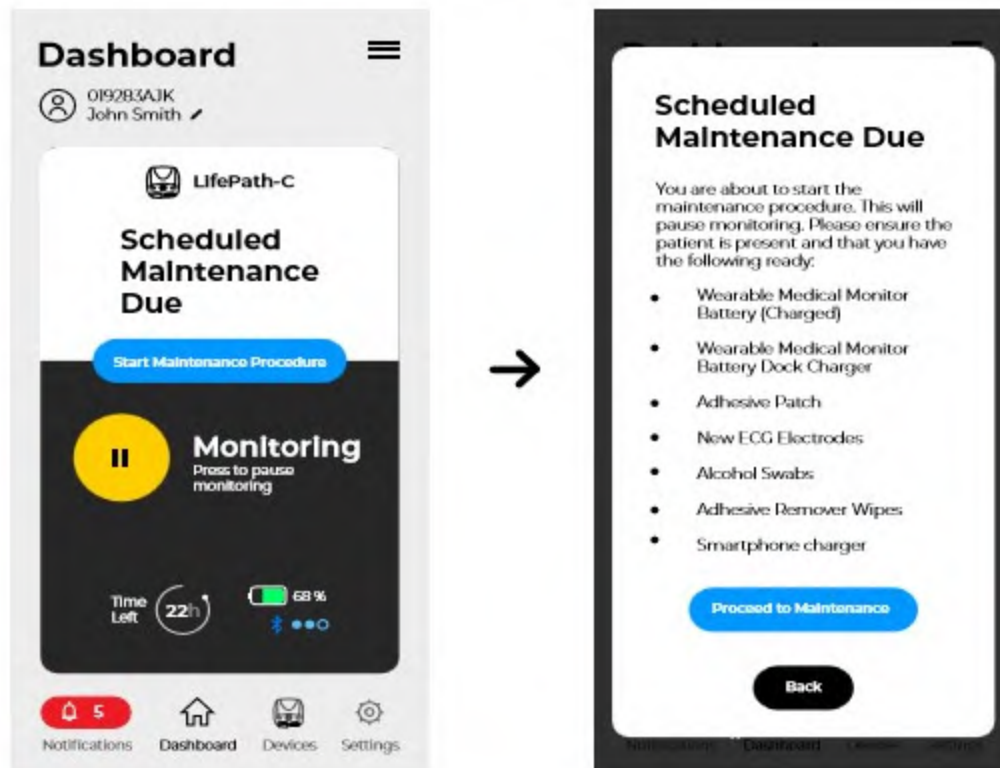 Dashboard
019283AJK
John Smith
LifePath-C
Scheduled
Maintenance
Due
Start Maintenance Procedure
Monitoring
Press to pause
monitoring
Time
Left
22h
68 %
5
Notifications
Dashboard
Devices
Settings
Scheduled
Maintenance Due
You are about to start the
maintenance procedure. This will
pause monitoring. Please ensure the
patient is present and that you have
the following ready:
Wearable Medical Monitor
Battery (Charged)
Wearable Medical Monitor
Battery Dock Charger
Adhesive Patch
New ECG Electrodes
Alcohol Swabs
Adhesive Remover Wipes
Smartphone charger
Proceed to Maintenance
Back
Notifications
Dashboard